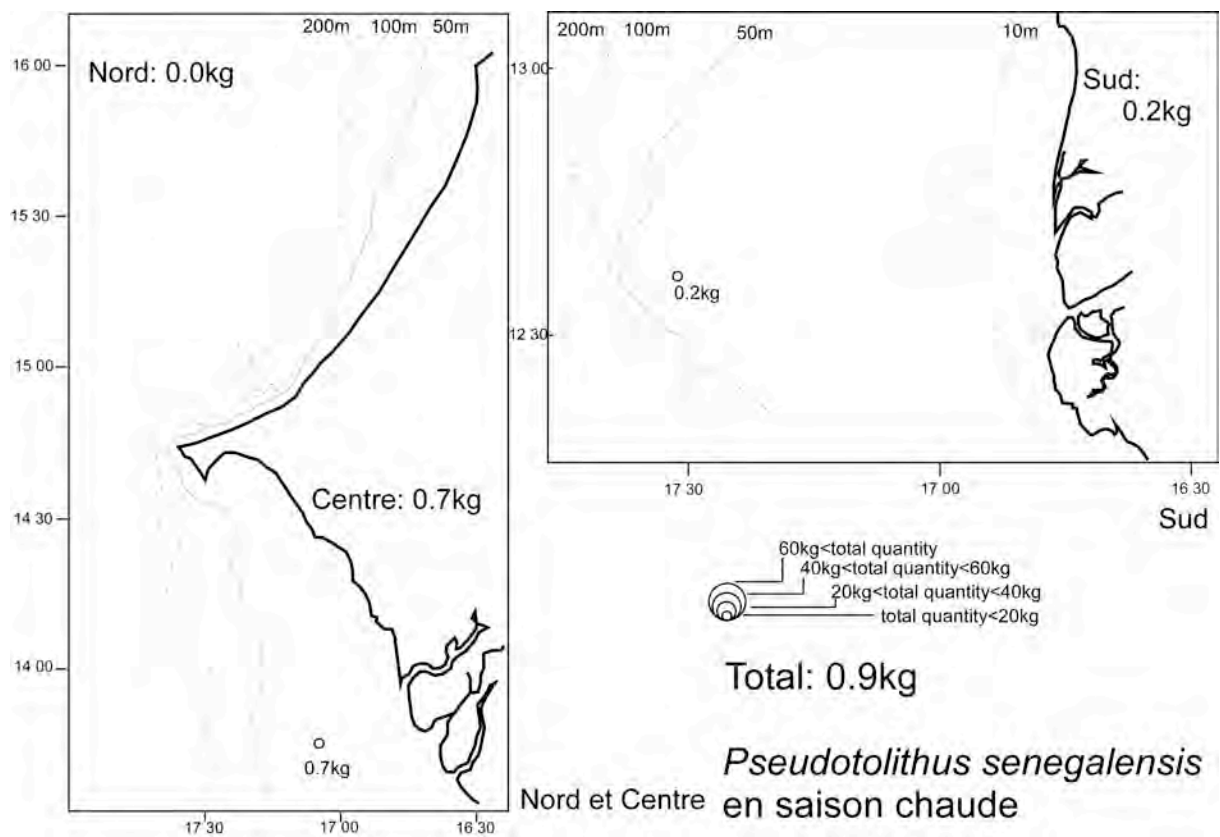 200m 100m 50m
16 00
Nord: 0.0kg
15 30
15 00
Centre: 0.7kg
14 30
14 00
0.7kg
17 30 17 00 16 30
Nord et Centre
200m 100m 50m 10m
13 00
Sud:
0.2kg
0.2kg
12 30
17 30 17 00 16 30
Sud
60kg<total quantity
40kg<total quantity<60kg
20kg<total quantity<40kg
total quantity<20kg
Total: 0.9kg
Pseudotolithus senegalensis
en saison chaude